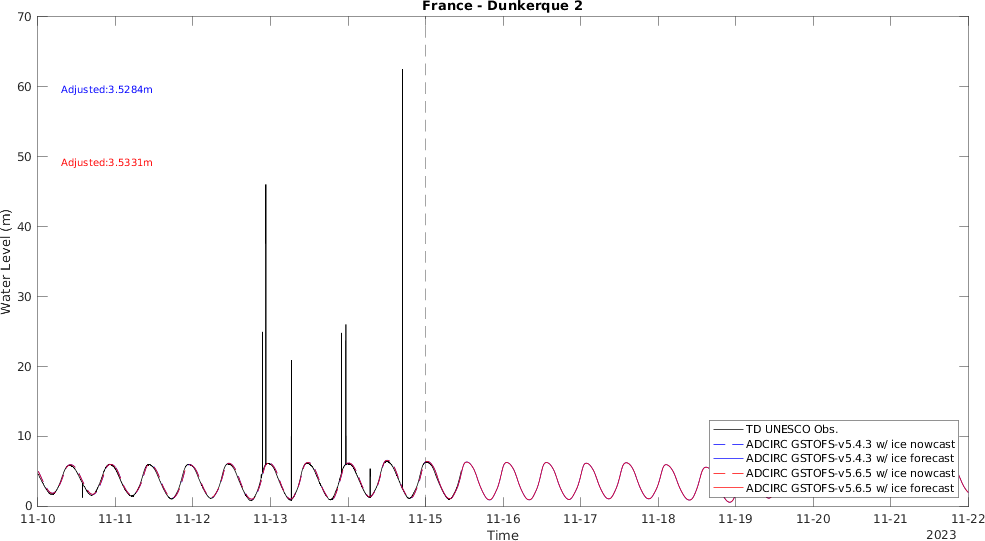 France - Dunkerque 2
70
60
50
40
30
20
10
0
Water Level (m)
Adjusted:3.5284m
Adjusted:3.5331m
TD UNESCO Obs.
ADCIRC GSTOFS-v5.4.3 w/ ice nowcast
ADCIRC GSTOFS-v5.4.3 w/ ice forecast
ADCIRC GSTOFS-v5.6.5 w/ ice nowcast
ADCIRC GSTOFS-v5.6.5 w/ ice forecast
11-10 11-11 11-12 11-13 11-14 11-15 11-16 11-17 11-18 11-19 11-20 11-21 11-22
Time
2023